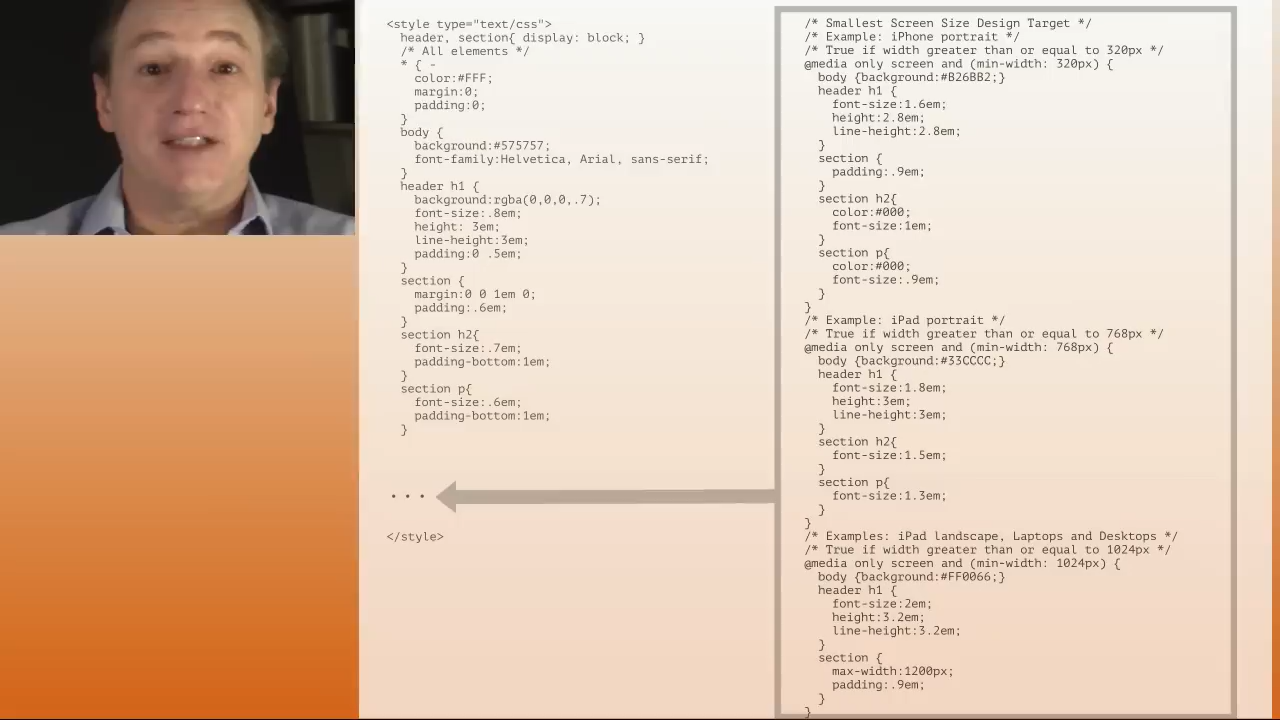 <style type="text/css">
header, section{ display: block; }
/* All elements */
* { -
color:#FFF;
margin:0;
padding:0;
}
body {
background:#575757;
font-family:Helvetica, Arial, sans-serif;
}
header h1 {
background:rgba(0,0,0,.7);
font-size:.8em;
height: 3em;
line-height:3em;
padding:0 .5em;
}
section {
margin:0 0 1em 0;
padding:.6em;
}
section h2{
font-size:.7em;
padding-bottom:1em;
}
section p{
font-size:.6em;
padding-bottom:1em;
}
. . .
</style>
/* Smallest Screen Size Design Target */
/* Example: iPhone portrait */
/* True if width greater than or equal to 320px */
@media only screen and (min-width: 320px) {
body {background:#B26BB2;}
header h1 {
font-size:1.6em;
height:2.8em;
line-height:2.8em;
}
section {
padding:.9em;
}
section h2{
color:#000;
font-size:1em;
}
section p{
color:#000;
font-size:.9em;
}
}
/* Example: iPad portrait */
/* True if width greater than or equal to 768px */
@media only screen and (min-width: 768px) {
body {background:#33CCCC;}
header h1 {
font-size:1.8em;
height:3em;
line-height:3em;
}
section h2{
font-size:1.5em;
}
section p{
font-size:1.3em;
}
}
/* Examples: iPad landscape, Laptops and Desktops */
/* True if width greater than or equal to 1024px */
@media only screen and (min-width: 1024px) {
body {background:#FF0066;}
header h1 {
font-size:2em;
height:3.2em;
line-height:3.2em;
}
section {
max-width:1200px;
padding:.9em;
}
}